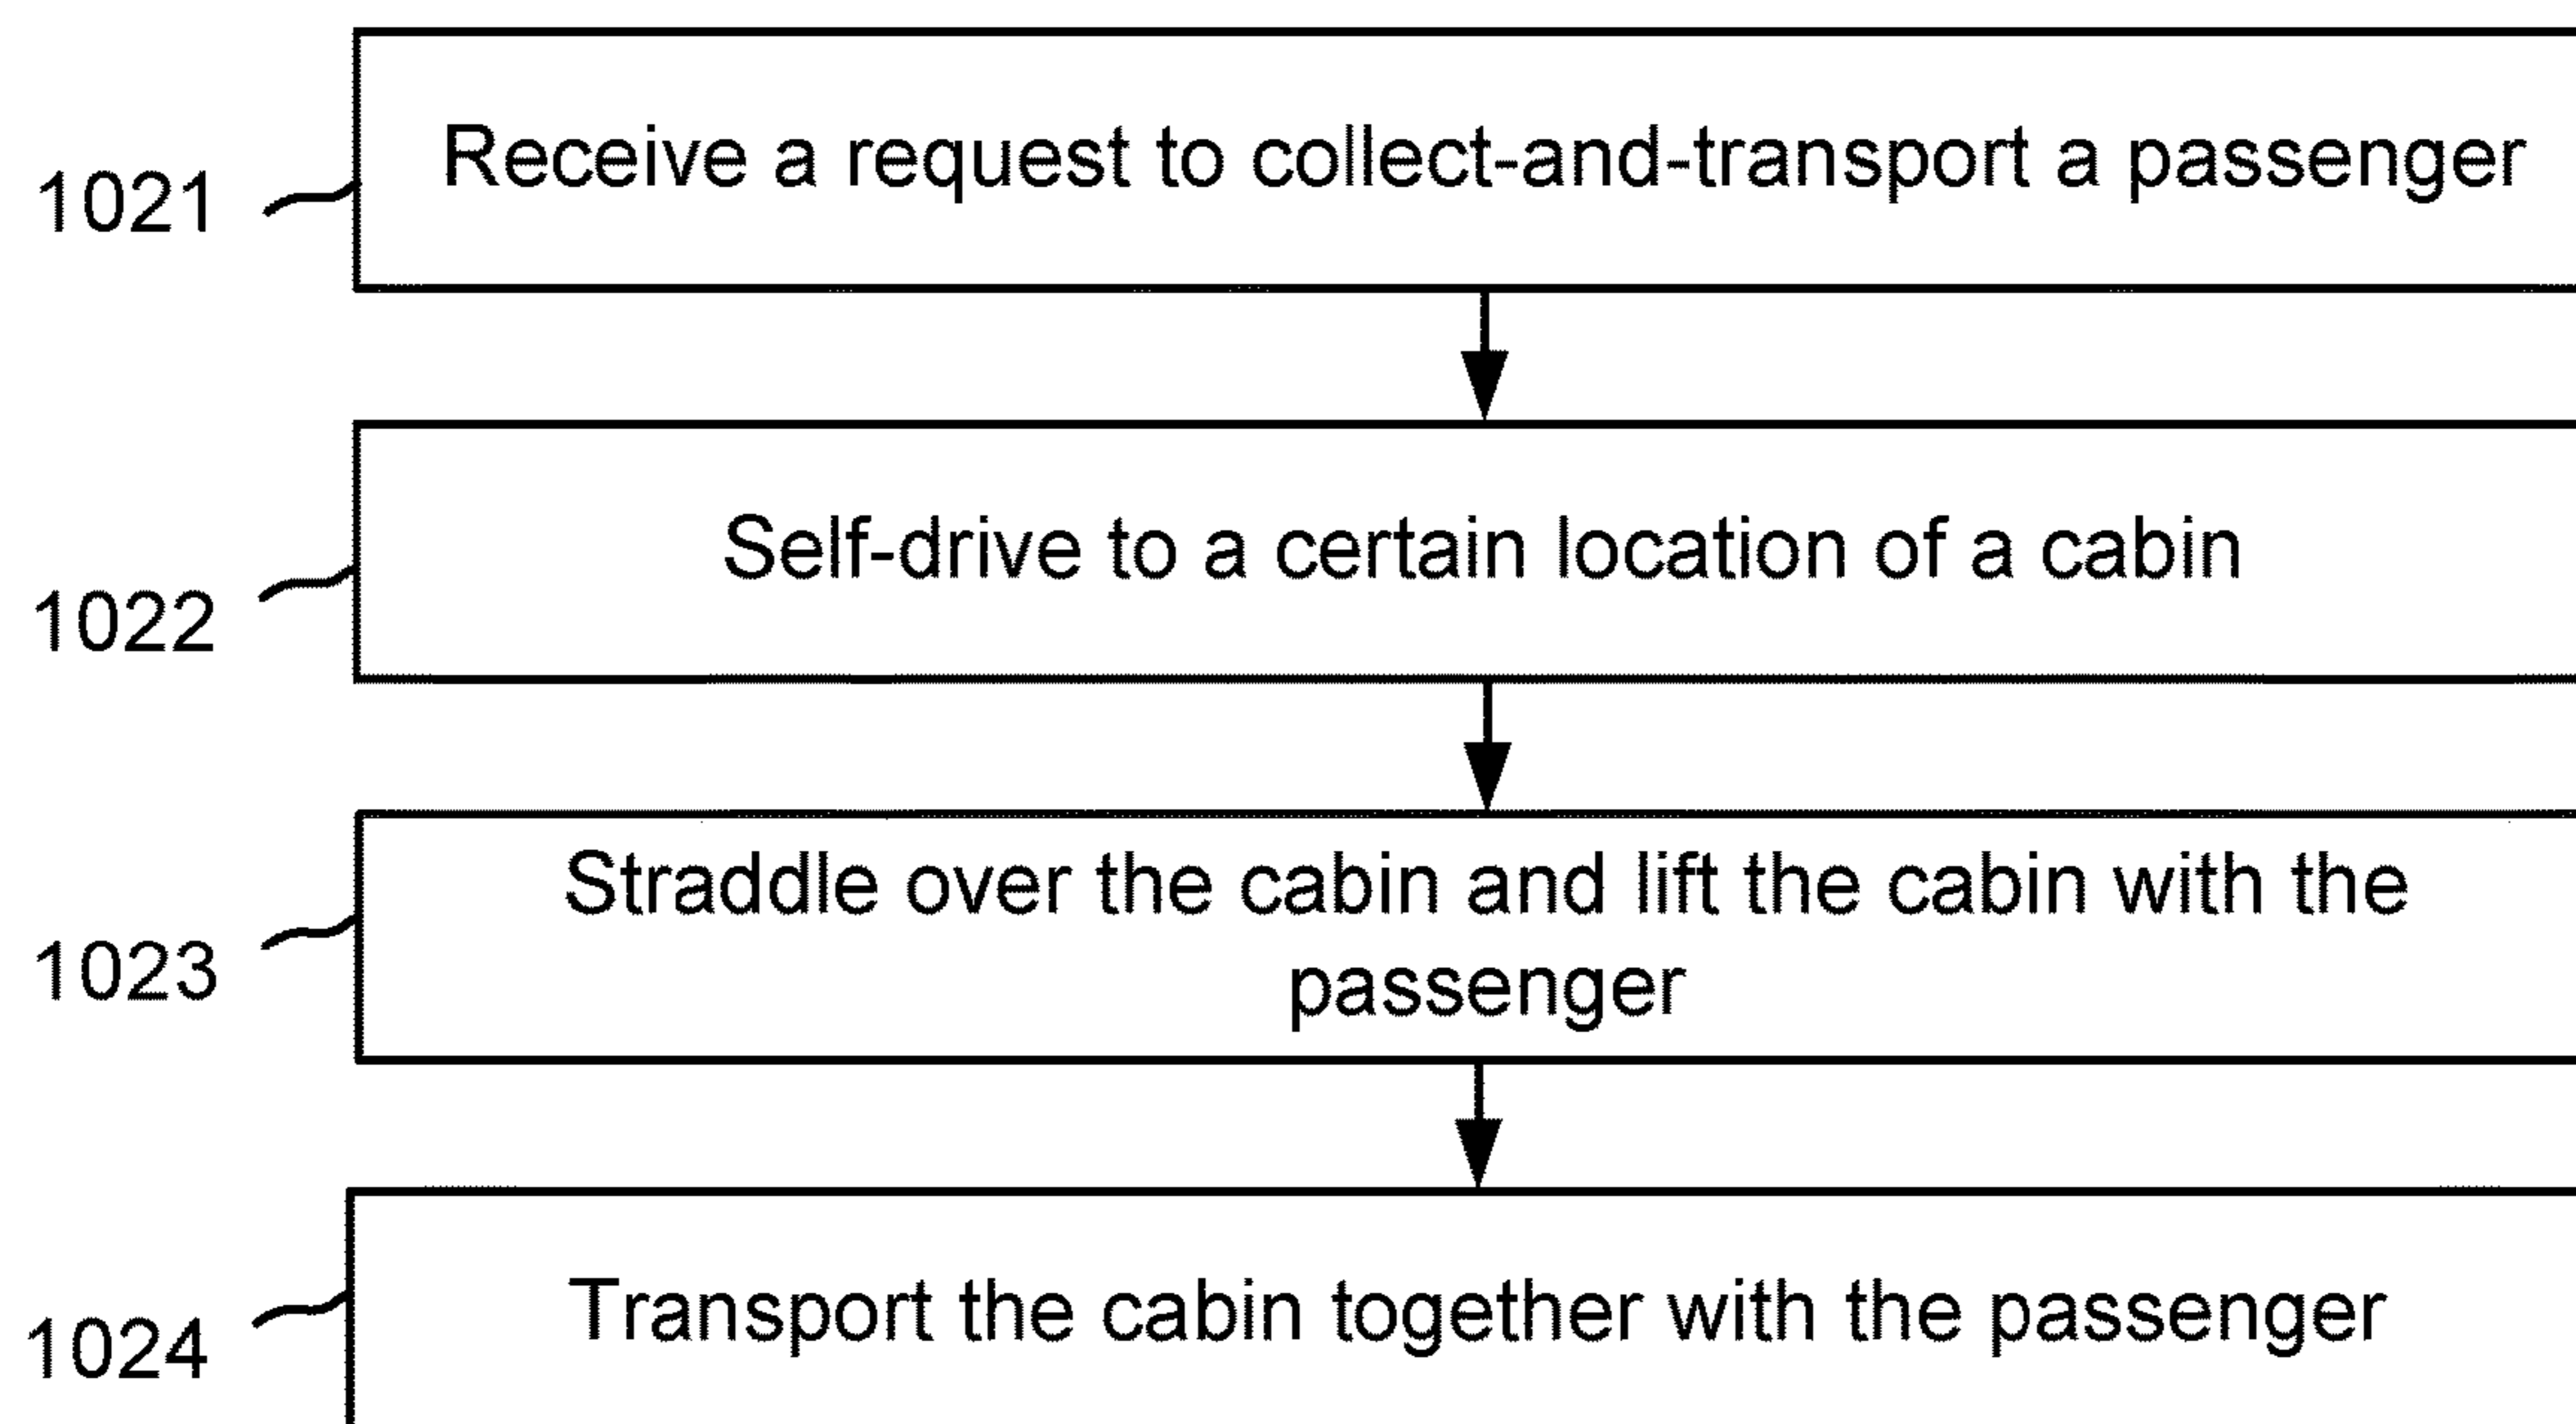 Receive a request to collect-and-transport a passenger
1021
Self-drive to a certain location of a cabin
1022
Straddle over the cabin and lift the cabin with the
passenger
1023
Transport the cabin together with the passenger
1024